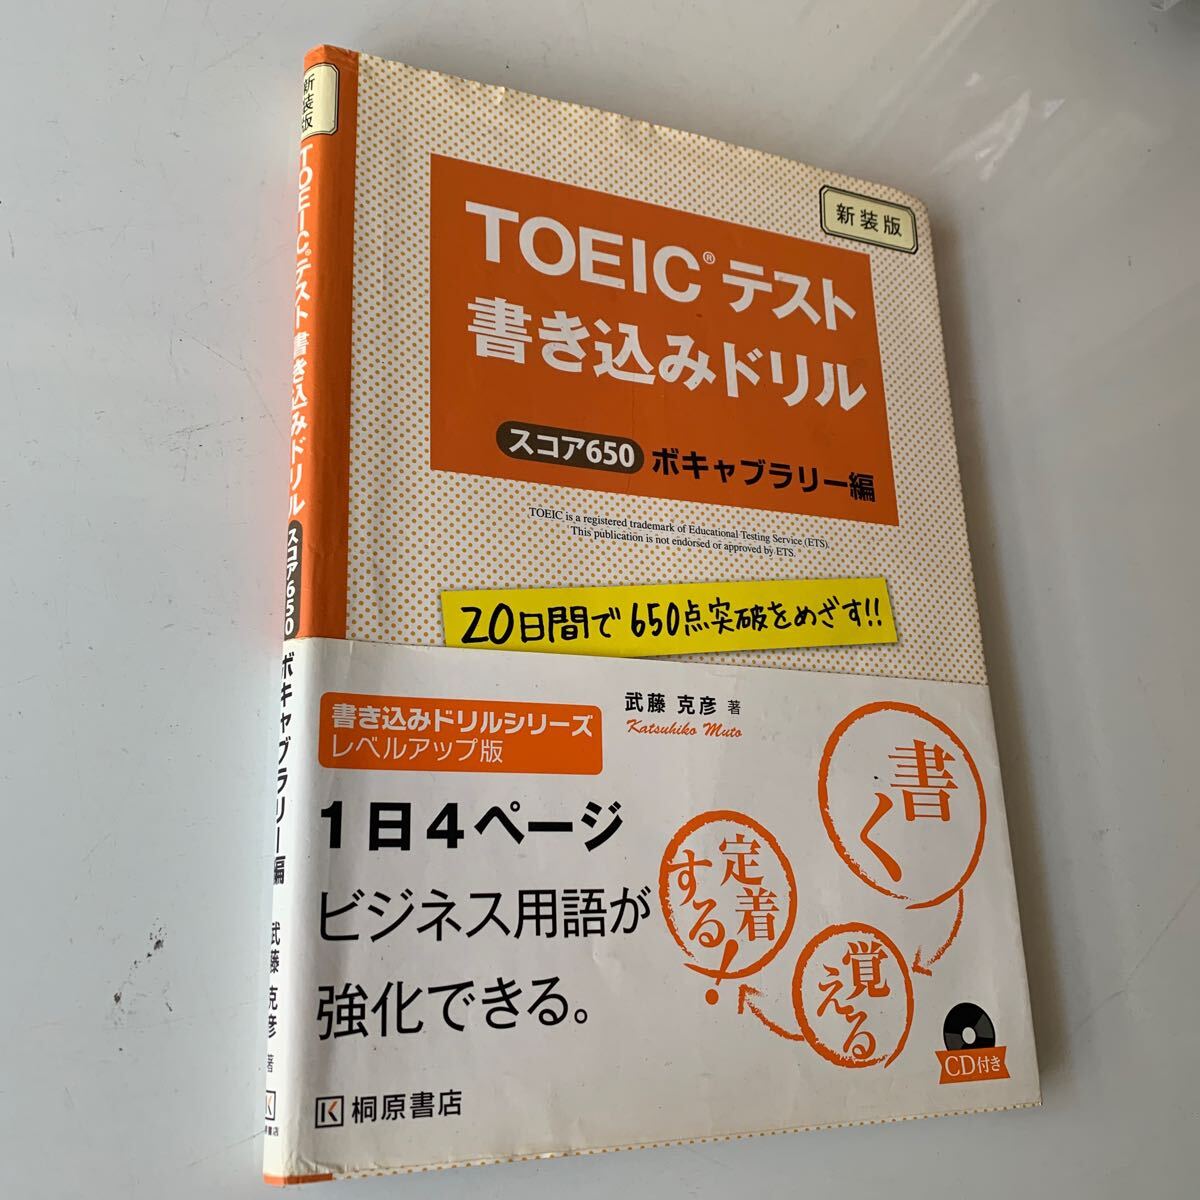 新装版
TOEIC®テスト
書き込みドリル
スコア650 ボキャブラリー編
TOEIC is a registered trademark of Educational Testing Service (ETS).
This publication is not endorsed or approved by ETS.
20日間で650点突破をめざす!!
武藤 克彦 著
Katsuhiko Muto
書き込みドリルシリーズ
レベルアップ版
1日4ページ
ビジネス用語が
強化できる。
書く
覚える
定着する!
CD付き
K 桐原書店
新装版
TOEIC®テスト書き込みドリル スコア650 ボキャブラリー編 武藤 克彦 著
K
桐原書店